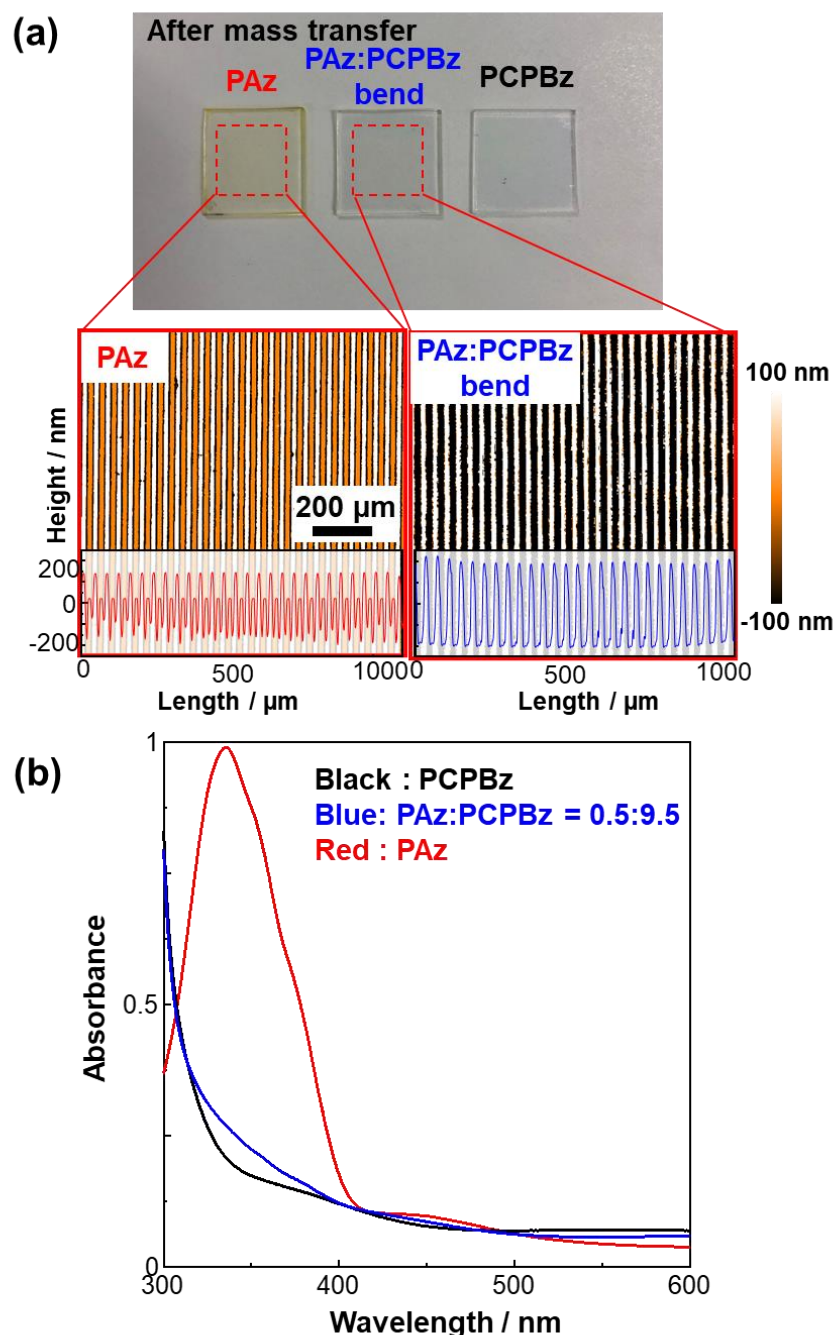 (a)
After mass transfer
PAz
PAz:PCPBz
bend
PCPBz
PAz
PAz:PCPBz
bend
100 nm
-100 nm
200 µm
Height / nm
200
0
-200
0
500
1000
Length / µm
0
500
1000
Length / µm
(b)
1
0.5
0
Absorbance
Black : PCPBz
Blue: PAz:PCPBz = 0.5:9.5
Red : PAz
300
400
500
600
Wavelength / nm